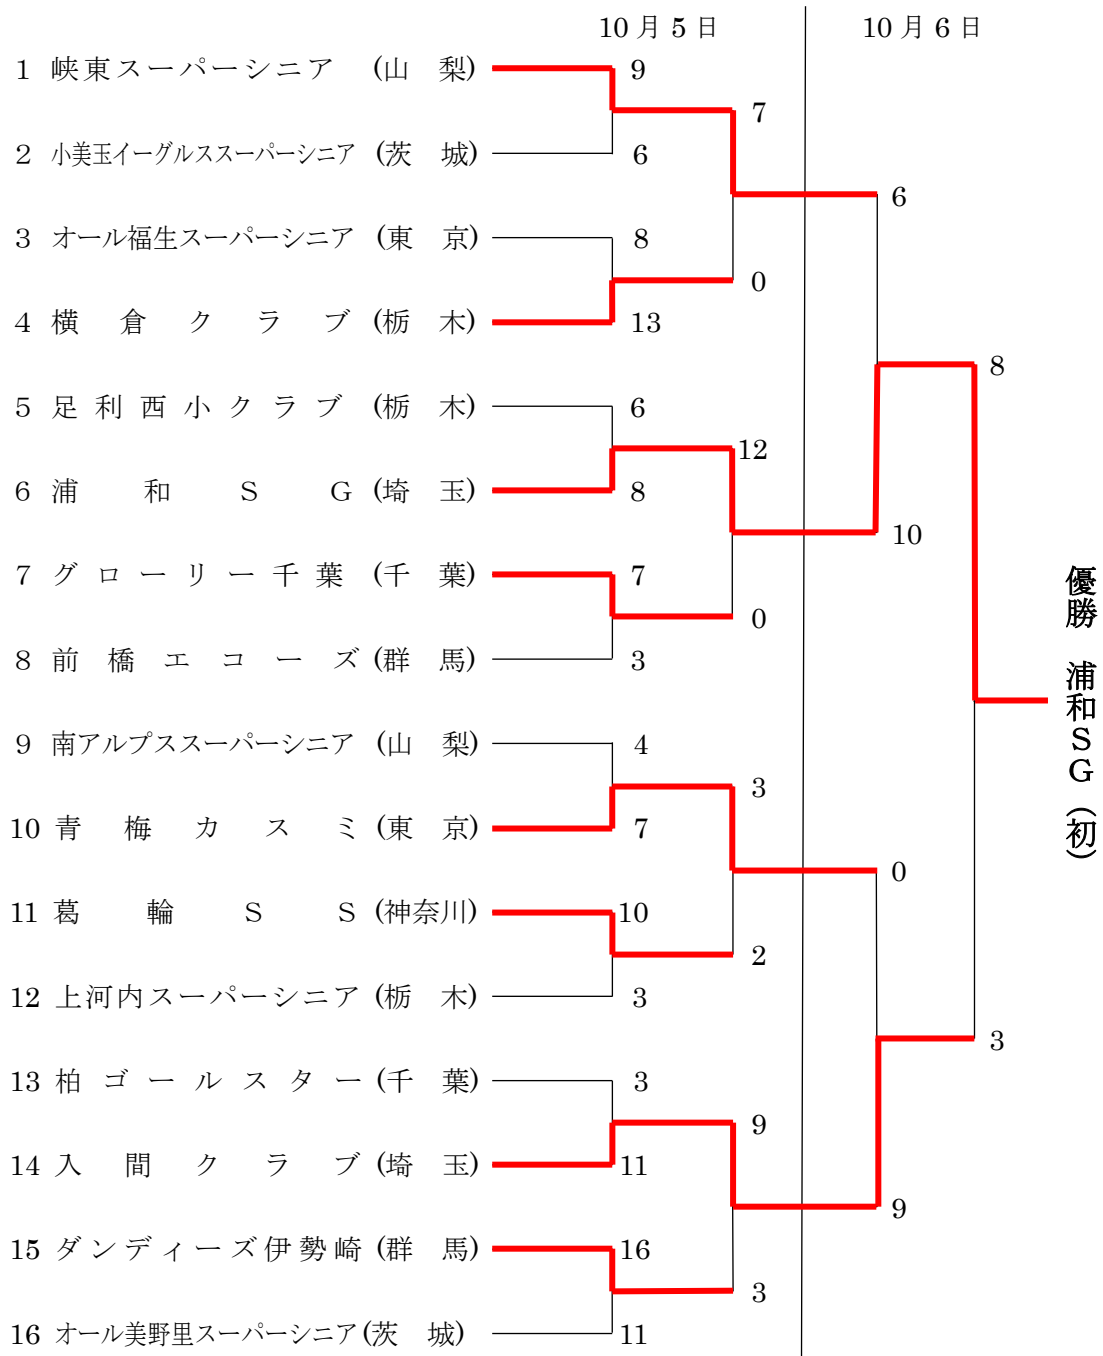 10月5日
10月6日
1 峡東スーパーシニア (山 梨) 9
7
2 小美玉イーグルススーパーシニア (茨 城) 6
6
3 オール福生スーパーシニア (東 京) 8
0
4 横倉クラブ (栃 木) 13
8
5 足利西小クラブ (栃 木) 6
12
6 浦和SG (埼 玉) 8
10
7 グローリー千葉 (千 葉) 7
0
8 前橋エコーズ (群 馬) 3
優勝 浦和SG (初)
9 南アルプススーパーシニア (山 梨) 4
3
10 青梅カスミ (東 京) 7
0
11 葛輪SS (神奈川) 10
2
12 上河内スーパーシニア (栃 木) 3
3
13 柏ゴールスター (千 葉) 3
9
14 入間クラブ (埼 玉) 11
9
15 ダンディーズ伊勢崎 (群 馬) 16
3
16 オール美野里スーパーシニア (茨 城) 11